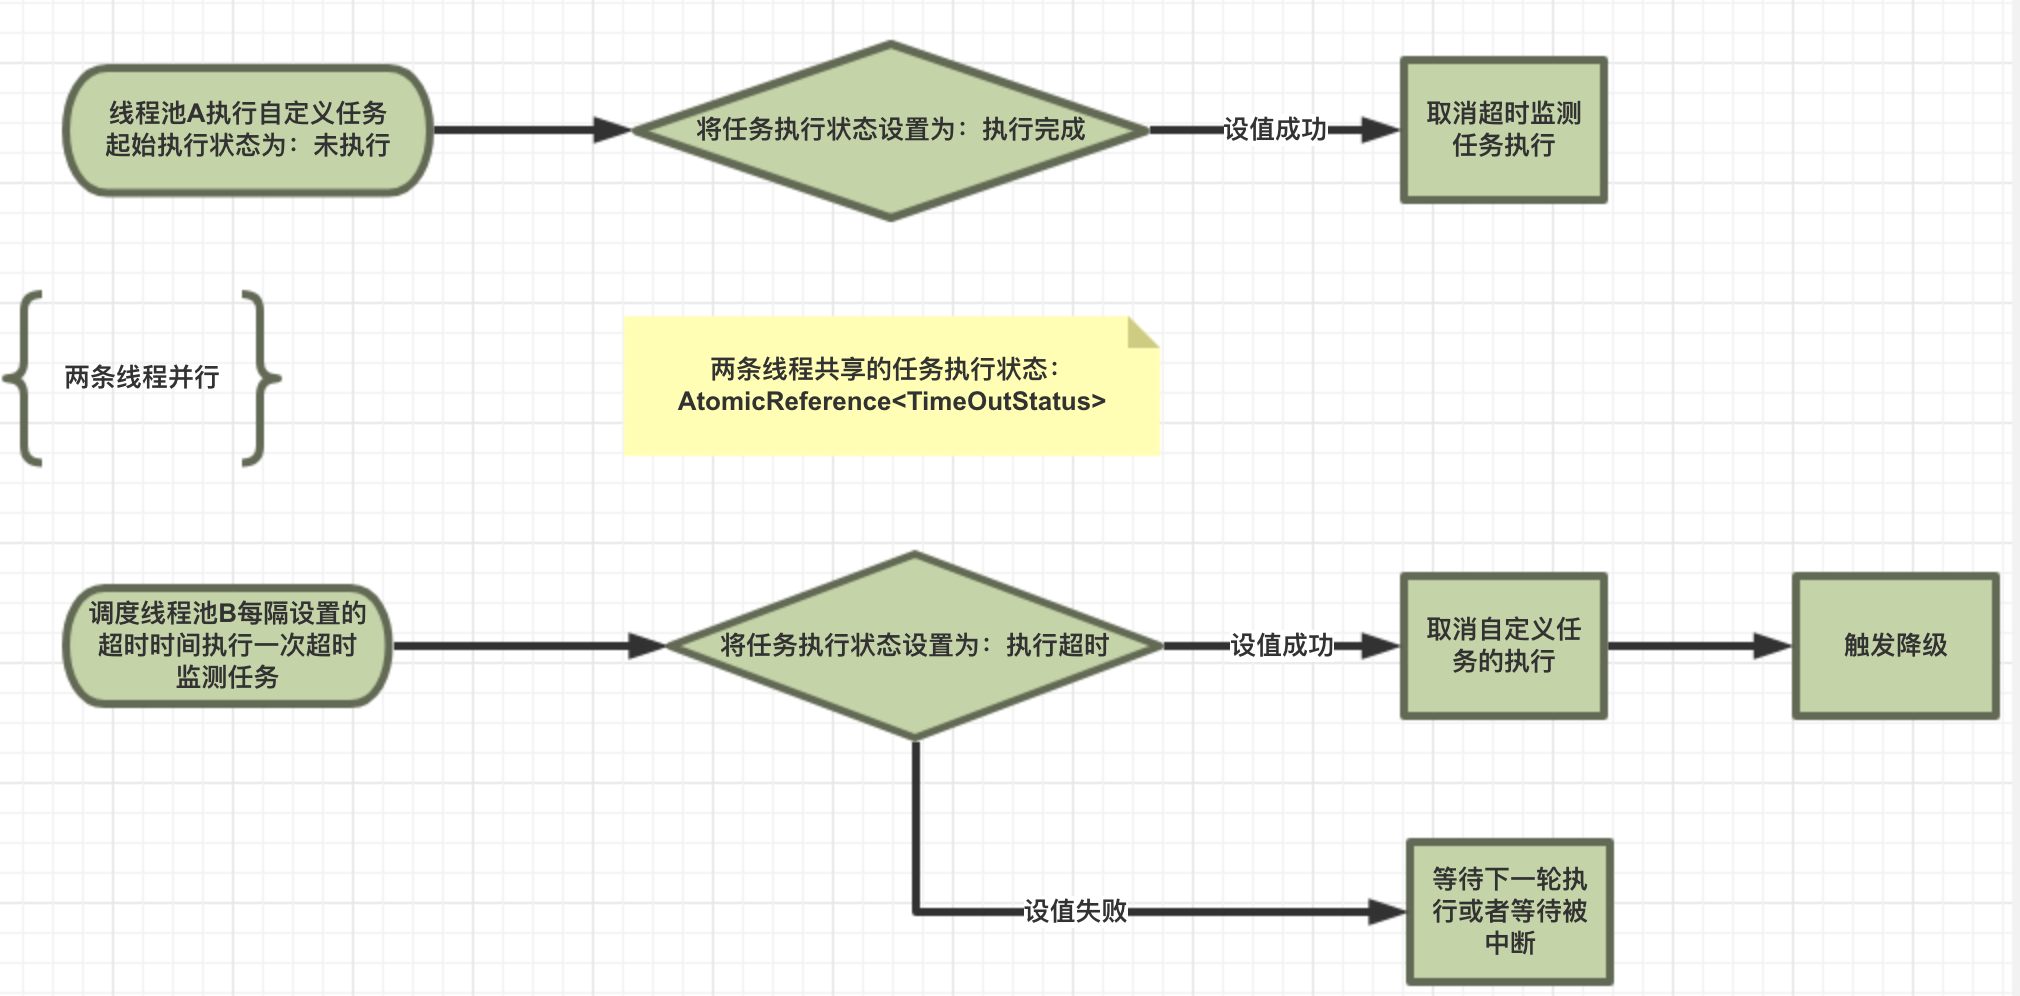 线程池A执行自定义任务
起始执行状态为：未执行
将任务执行状态设置为：执行完成
设值成功
取消超时监测
任务执行
两条线程并行
两条线程共享的任务执行状态：
AtomicReference<TimeOutStatus>
调度线程池B每隔设置的
超时时间执行一次超时
监测任务
将任务执行状态设置为：执行超时
设值成功
取消自定义任
务的执行
触发降级
设值失败
等待下一轮执
行或者等待被
中断